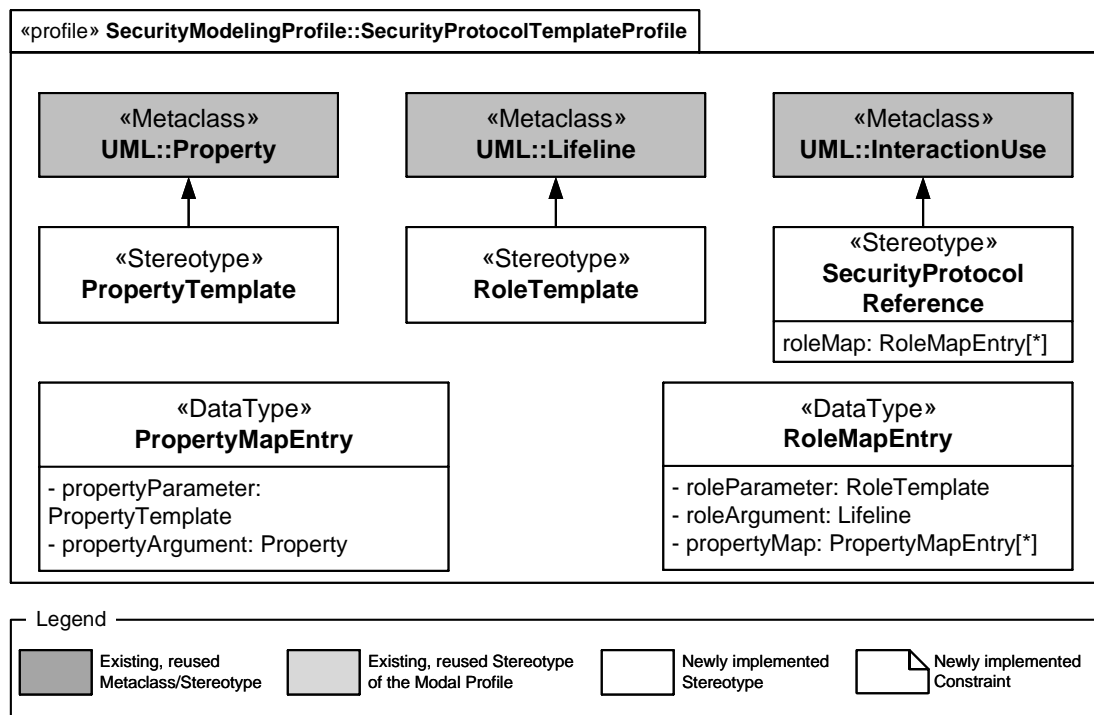 «profile» SecurityModelingProfile::SecurityProtocolTemplateProfile
«Metaclass»
UML::Property
«Metaclass»
UML::Lifeline
«Metaclass»
UML::InteractionUse
«Stereotype»
PropertyTemplate
«Stereotype»
RoleTemplate
«Stereotype»
SecurityProtocol
Reference
roleMap: RoleMapEntry[*]
«DataType»
PropertyMapEntry
- propertyParameter:
PropertyTemplate
- propertyArgument: Property
«DataType»
RoleMapEntry
- roleParameter: RoleTemplate
- roleArgument: Lifeline
- propertyMap: PropertyMapEntry[*]
Legend
Existing, reused
Metaclass/Stereotype
Existing, reused Stereotype
of the Modal Profile
Newly implemented
Stereotype
Newly implemented
Constraint